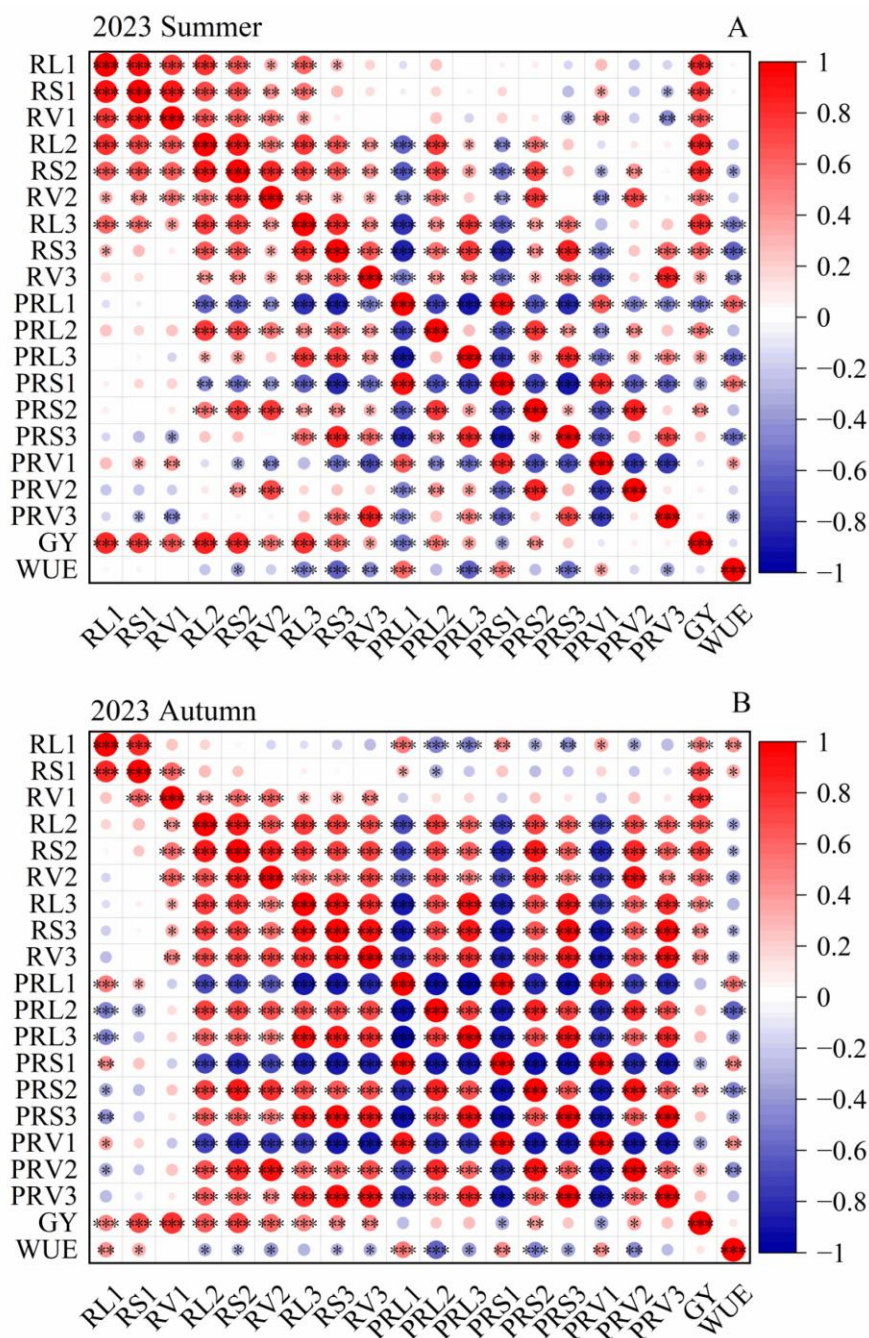 2023 Summer A
RL1
RS1
RV1
RL2
RS2
RV2
RL3
RS3
RV3
PRL1
PRL2
PRL3
PRS1
PRS2
PRS3
PRV1
PRV2
PRV3
GY
WUE
1
0.8
0.6
0.4
0.2
0
−0.2
−0.4
−0.6
−0.8
−1
RL1 RS1 RV1 RL2 RS2 RV2 RL3 RS3 RV3 PRL1 PRL2 PRL3 PRS1 PRS2 PRS3 PRV1 PRV2 PRV3 GY WUE
2023 Autumn B
RL1
RS1
RV1
RL2
RS2
RV2
RL3
RS3
RV3
PRL1
PRL2
PRL3
PRS1
PRS2
PRS3
PRV1
PRV2
PRV3
GY
WUE
1
0.8
0.6
0.4
0.2
0
−0.2
−0.4
−0.6
−0.8
−1
RL1 RS1 RV1 RL2 RS2 RV2 RL3 RS3 RV3 PRL1 PRL2 PRL3 PRS1 PRS2 PRS3 PRV1 PRV2 PRV3 GY WUE